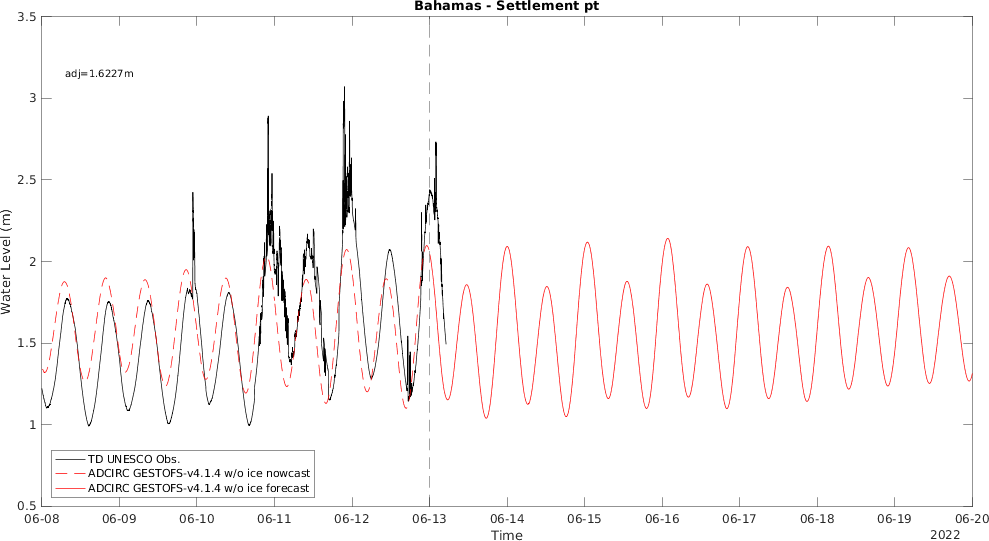 Bahamas - Settlement pt
adj=1.6227m
Water Level (m)
3.5
3
2.5
2
1.5
1
0.5
TD UNESCO Obs.
ADCIRC GESTOFS-v4.1.4 w/o ice nowcast
ADCIRC GESTOFS-v4.1.4 w/o ice forecast
06-08 06-09 06-10 06-11 06-12 06-13 06-14 06-15 06-16 06-17 06-18 06-19 06-20
Time
2022